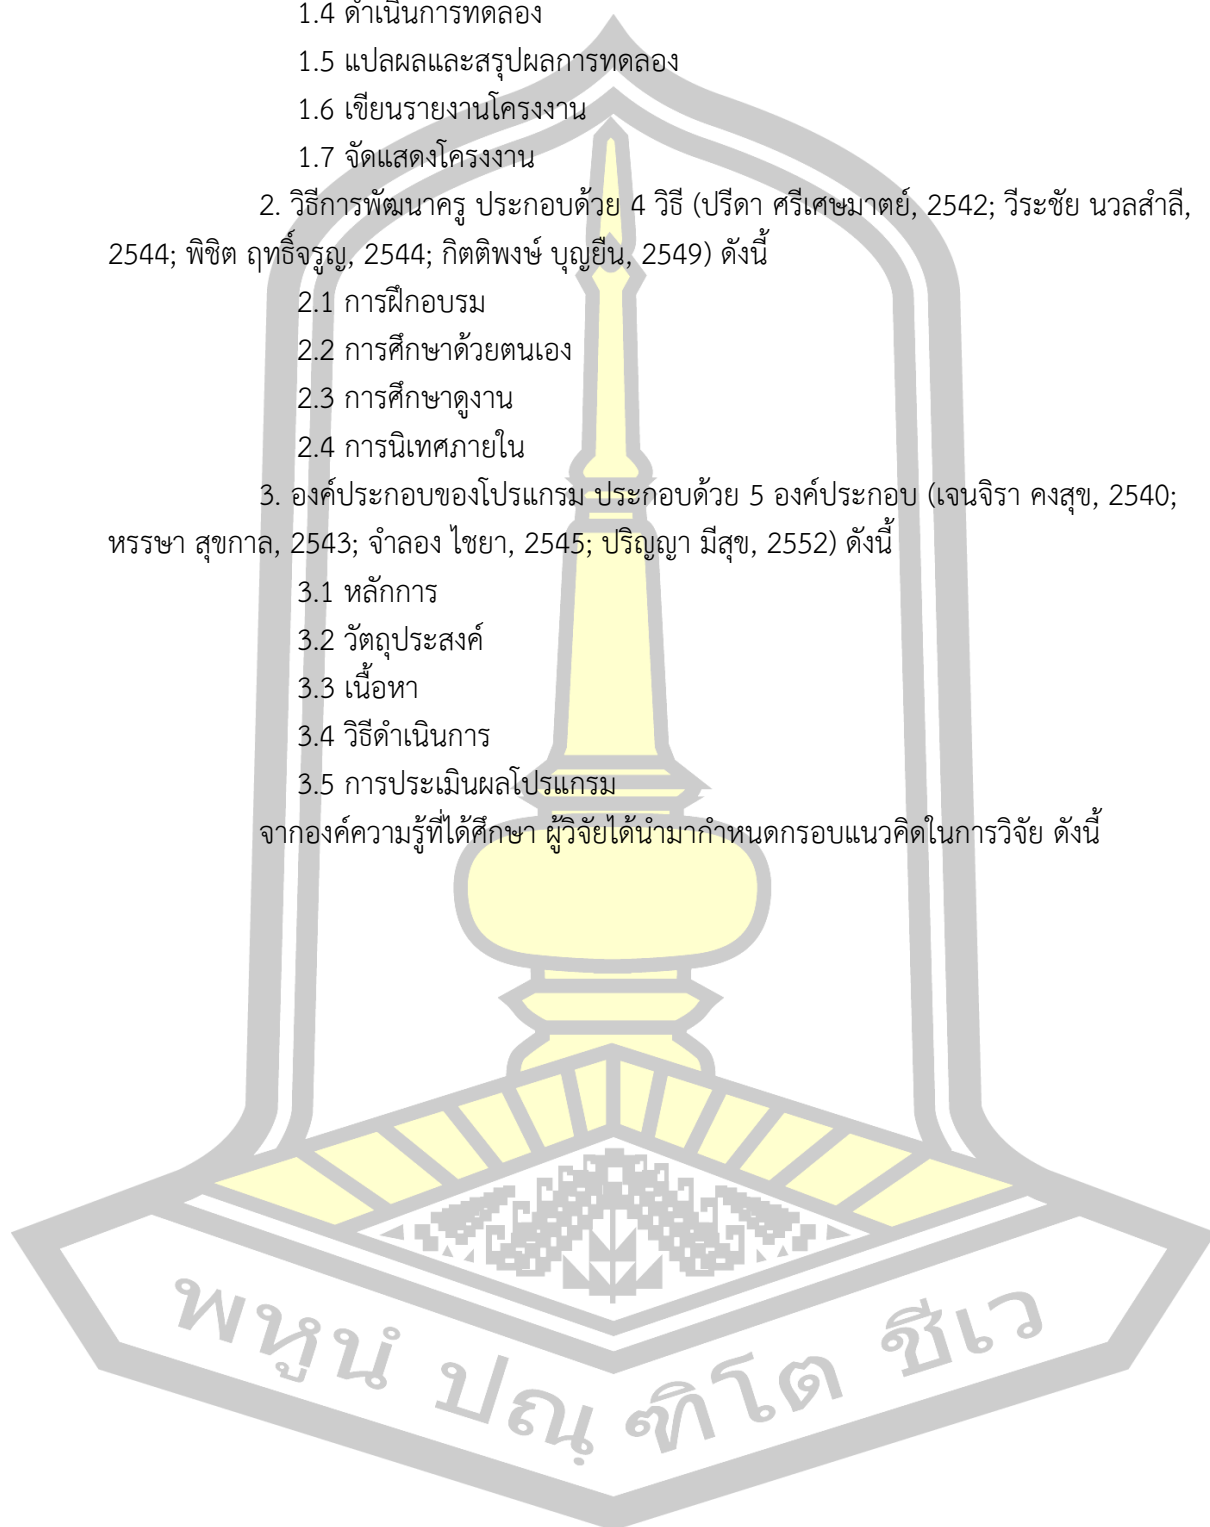 1.4 ดำเนินการทดลอง
1.5 แปลผลและสรุปผลการทดลอง
1.6 เขียนรายงานโครงงาน
1.7 จัดแสดงโครงงาน
2. วิธีการพัฒนาครู ประกอบด้วย 4 วิธี (ปรีดา ศรีเศษมาตย์, 2542; วีระชัย นวลสำลี,
2544; พิชิต ฤทธิ์จรูญ, 2544; กิตติพงษ์ บุญยืน, 2549) ดังนี้
2.1 การฝึกอบรม
2.2 การศึกษาด้วยตนเอง
2.3 การศึกษาดูงาน
2.4 การนิเทศภายใน
3. องค์ประกอบของโปรแกรม ประกอบด้วย 5 องค์ประกอบ (เจนจิรา คงสุข, 2540;
หรรษา สุขกาล, 2543; จำลอง ไชยา, 2545; ปริญญา มีสุข, 2552) ดังนี้
3.1 หลักการ
3.2 วัตถุประสงค์
3.3 เนื้อหา
3.4 วิธีดำเนินการ
3.5 การประเมินผลโปรแกรม
จากองค์ความรู้ที่ได้ศึกษา ผู้วิจัยได้นำมากำหนดกรอบแนวคิดในการวิจัย ดังนี้
พหูนํ ปณฺฑิโต ชีเว